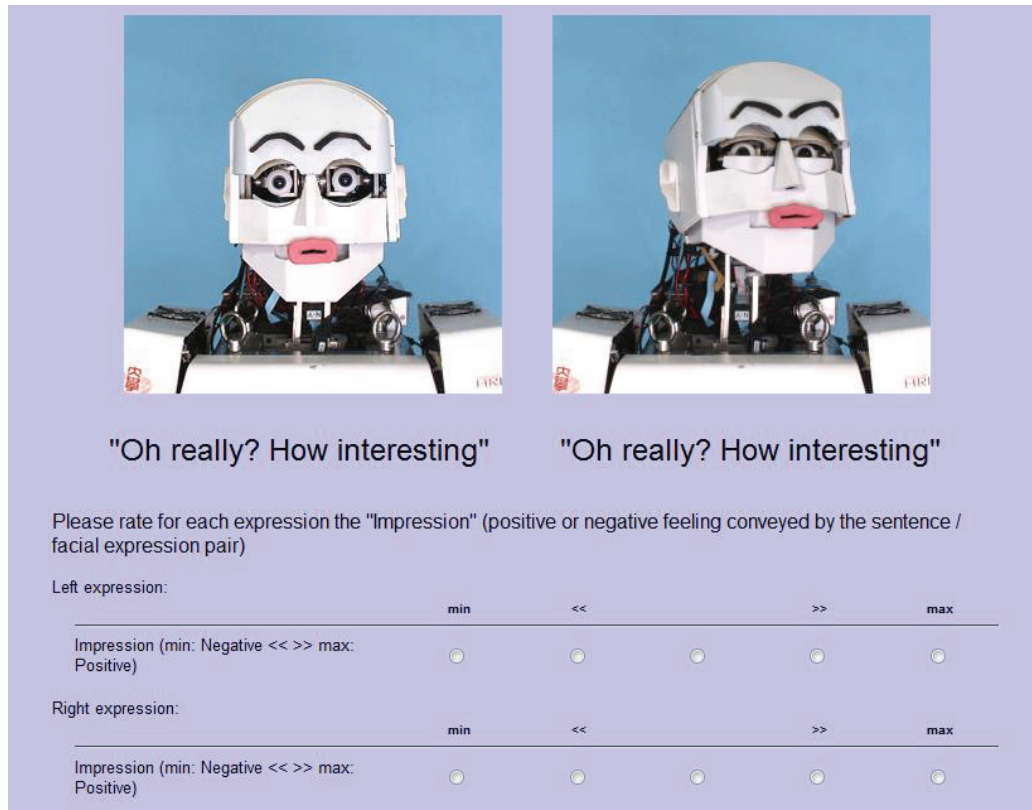 "Oh really? How interesting"
"Oh really? How interesting"
Please rate for each expression the "Impression" (positive or negative feeling conveyed by the sentence /
facial expression pair)
Left expression:
min << >> max
Impression (min: Negative << >> max:
Positive)
Right expression:
min << >> max
Impression (min: Negative << >> max:
Positive)